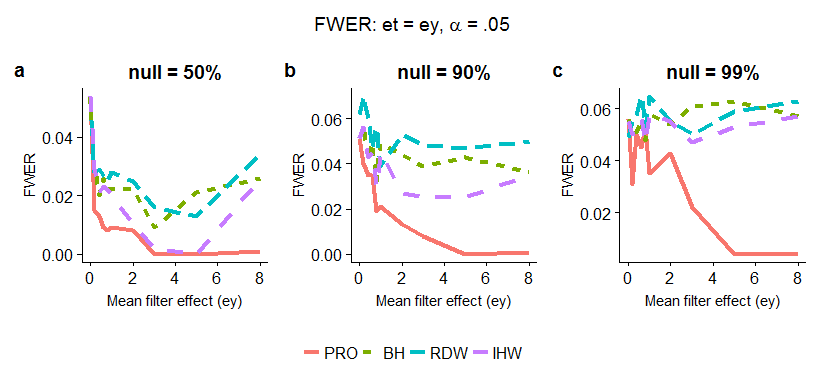 FWER: et = ey, α = .05
a null = 50% b null = 90% c null = 99%
FWER
0.04
0.02
0.00
0 2 4 6 8
Mean filter effect (ey)
FWER
0.06
0.04
0.02
0.00
0 2 4 6 8
Mean filter effect (ey)
FWER
0.06
0.04
0.02
0 2 4 6 8
Mean filter effect (ey)
PRO BH RDW IHW